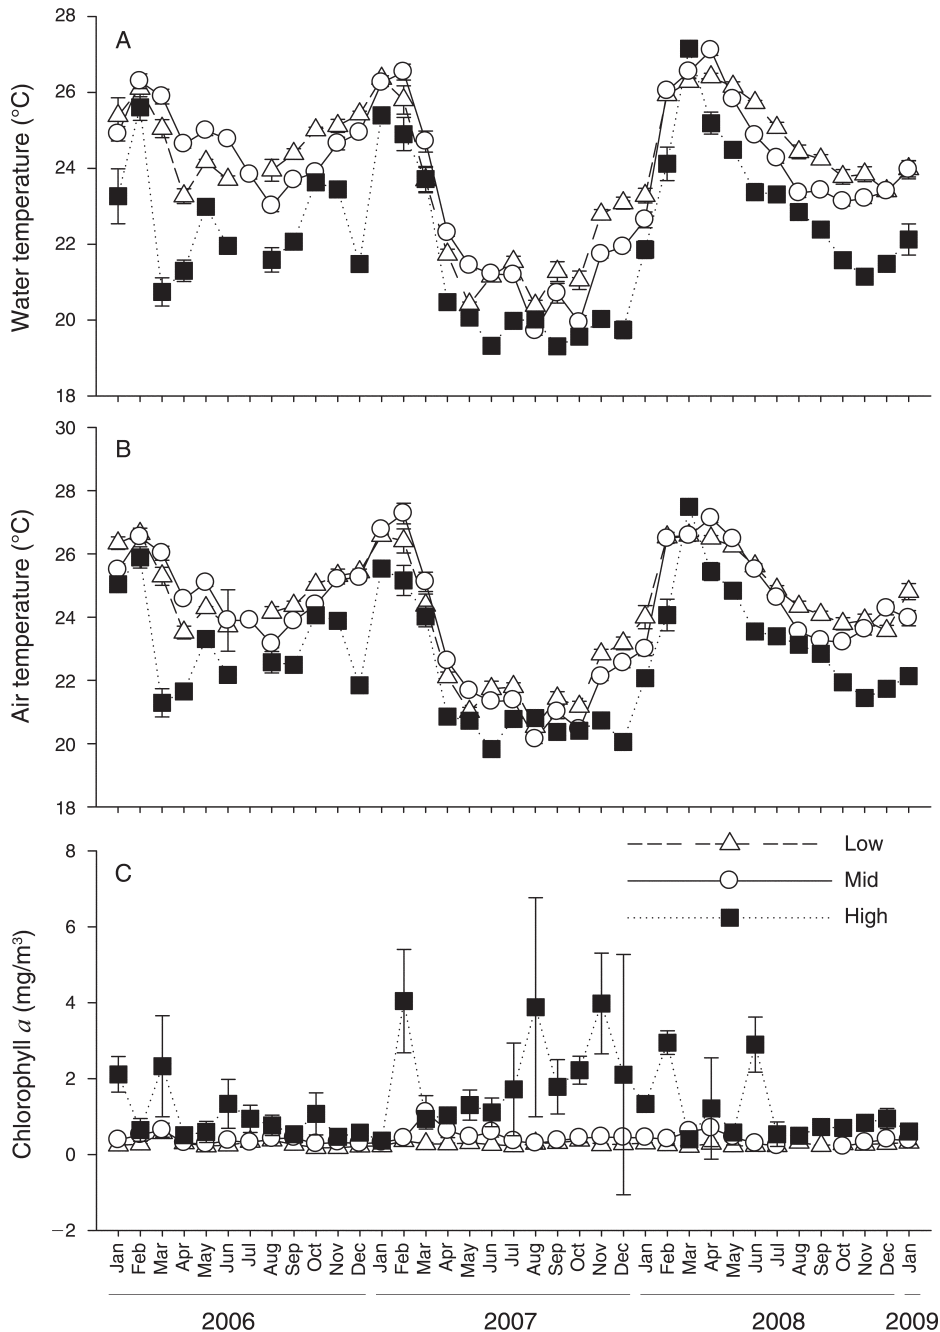 A
Water temperature (°C)
28
26
24
22
20
18
B
Air temperature (°C)
30
28
26
24
22
20
18
C
Chlorophyll a (mg/m³)
8
6
4
2
0
−2
Low
Mid
High
Jan Feb Mar Apr May Jun Jul Aug Sep Oct Nov Dec Jan Feb Mar Apr May Jun Jul Aug Sep Oct Nov Dec Jan Feb Mar Apr May Jun Jul Aug Sep Oct Nov Dec Jan
2006 2007 2008 2009